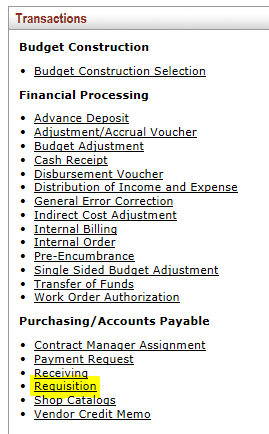 Transactions
Budget Construction
Budget Construction Selection
Financial Processing
Advance Deposit
Adjustment/Accrual Voucher
Budget Adjustment
Cash Receipt
Disbursement Voucher
Distribution of Income and Expense
General Error Correction
Indirect Cost Adjustment
Internal Billing
Internal Order
Pre-Encumbrance
Single Sided Budget Adjustment
Transfer of Funds
Work Order Authorization
Purchasing/Accounts Payable
Contract Manager Assignment
Payment Request
Receiving
Requisition
Shop Catalogs
Vendor Credit Memo